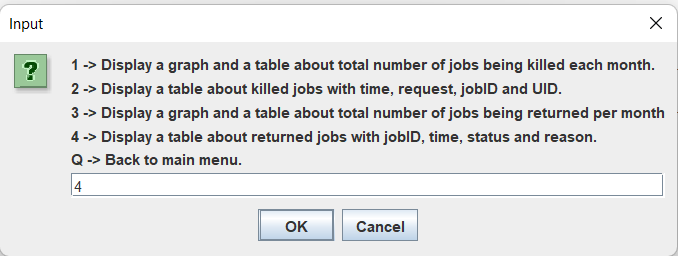 Input
1 -> Display a graph and a table about total number of jobs being killed each month.
2 -> Display a table about killed jobs with time, request, jobID and UID.
3 -> Display a graph and a table about total number of jobs being returned per month
4 -> Display a table about returned jobs with jobID, time, status and reason.
Q -> Back to main menu.
4
OK Cancel